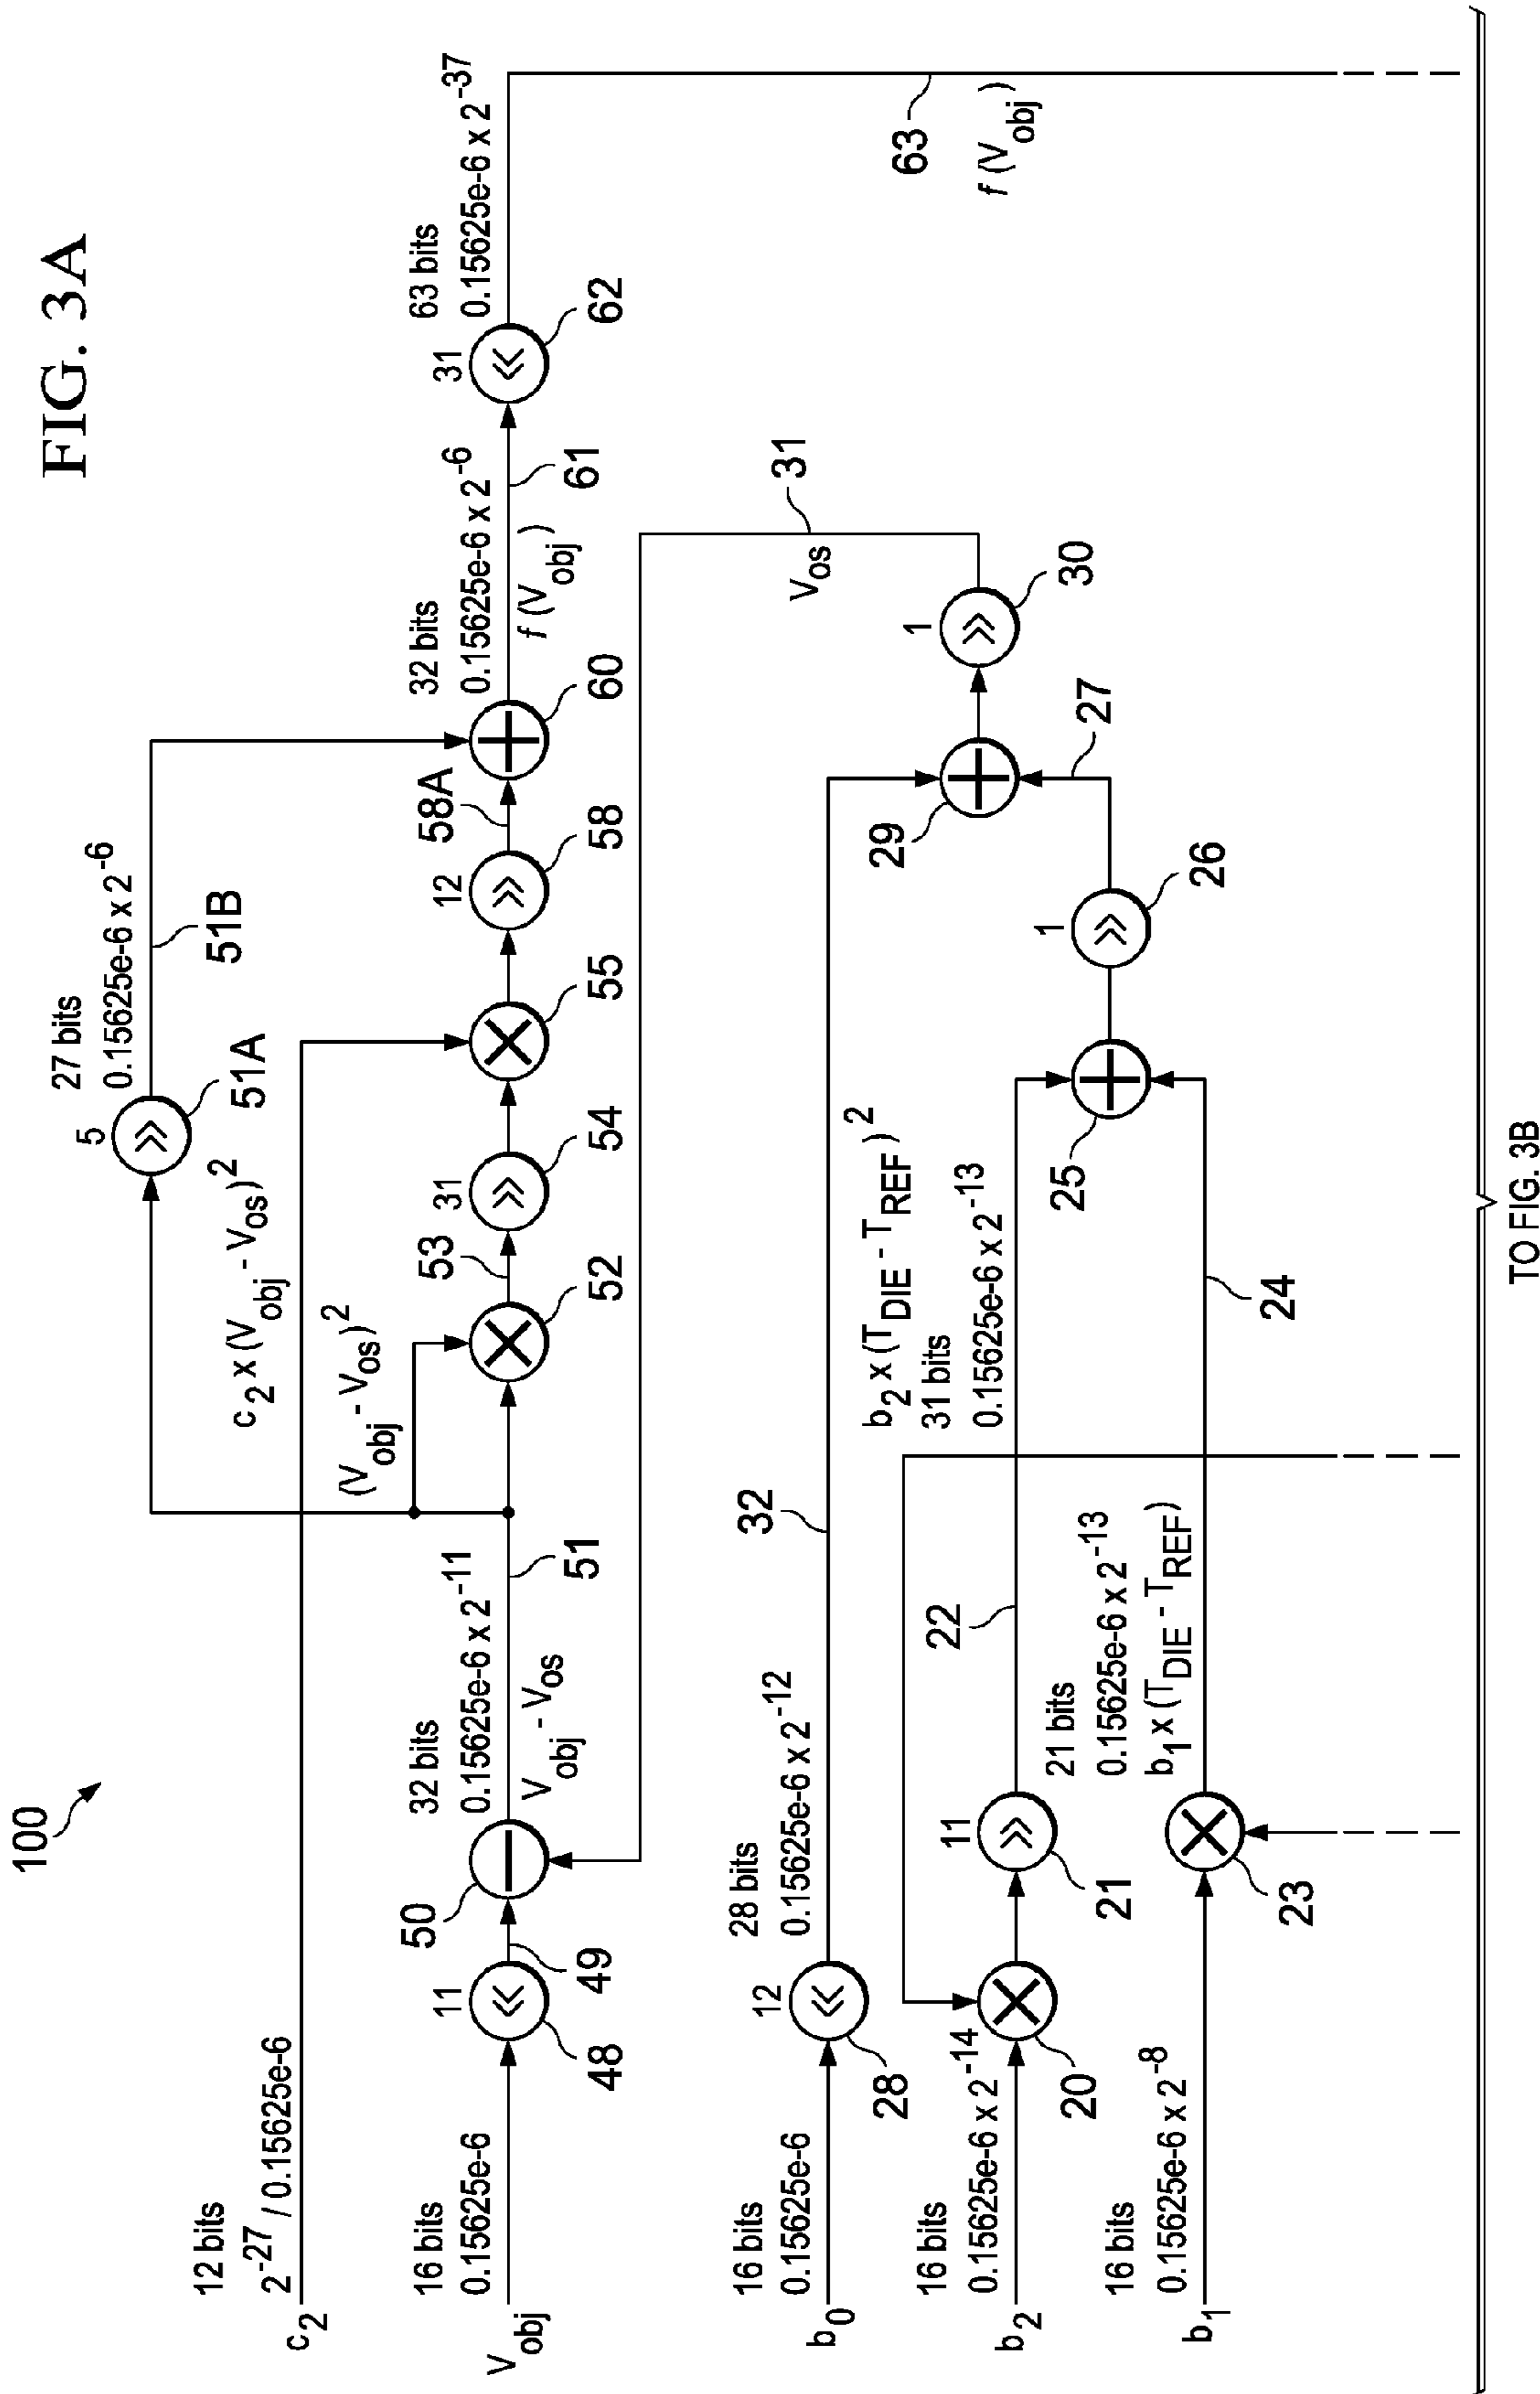 FIG. 3A
100
12 bits
2^-27 / 0.15625e-6
c2
5
27 bits
0.15625e-6 x 2^-6
51A
51B
c2 x (Vobj - Vos)^2
(Vobj - Vos)^2
16 bits
0.15625e-6
Vobj
11
48
49
50
32 bits
0.15625e-6 x 2^-11
Vobj - Vos
51
52
53
31
54
55
12
58
58A
60
32 bits
0.15625e-6 x 2^-6
f (Vobj)
61
31
62
63 bits
0.15625e-6 x 2^-37
63
f (Vobj)
16 bits
0.15625e-6
b0
12
28
28 bits
0.15625e-6 x 2^-12
32
29
1
30
31
Vos
16 bits
0.15625e-6 x 2^-14
b2
20
11
21
22
b2 x (TDIE - TREF)^2
31 bits
0.15625e-6 x 2^-13
25
1
26
27
16 bits
0.15625e-6 x 2^-8
b1
23
21 bits
0.15625e-6 x 2^-13
b1 x (TDIE - TREF)
24
TO FIG. 3B